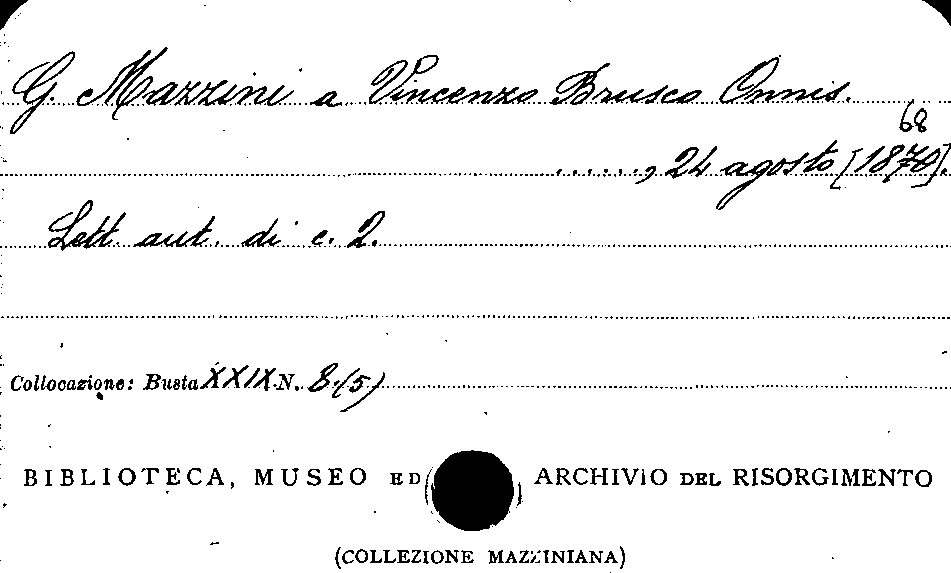 G. Mazzini a Vincenzo Brusco Onnis.
68
......, 24 agosto [1870].
Lett. aut. di c. 2.
Collocazione: Busta XXIX N. 8.(5)
BIBLIOTECA, MUSEO ED ARCHIVIO DEL RISORGIMENTO
(COLLEZIONE MAZZINIANA)